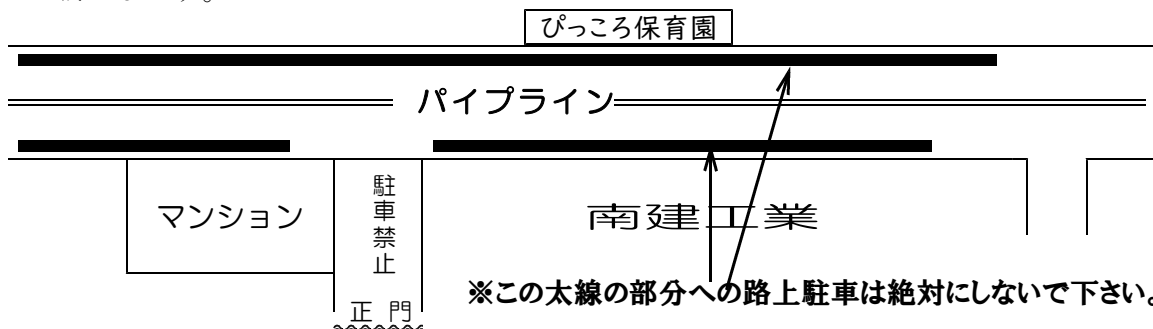 ぴっころ保育園
パイプライン
マンション
駐車禁止
南建工業
※この太線の部分への路上駐車は絶対にしないで下さい。
正門